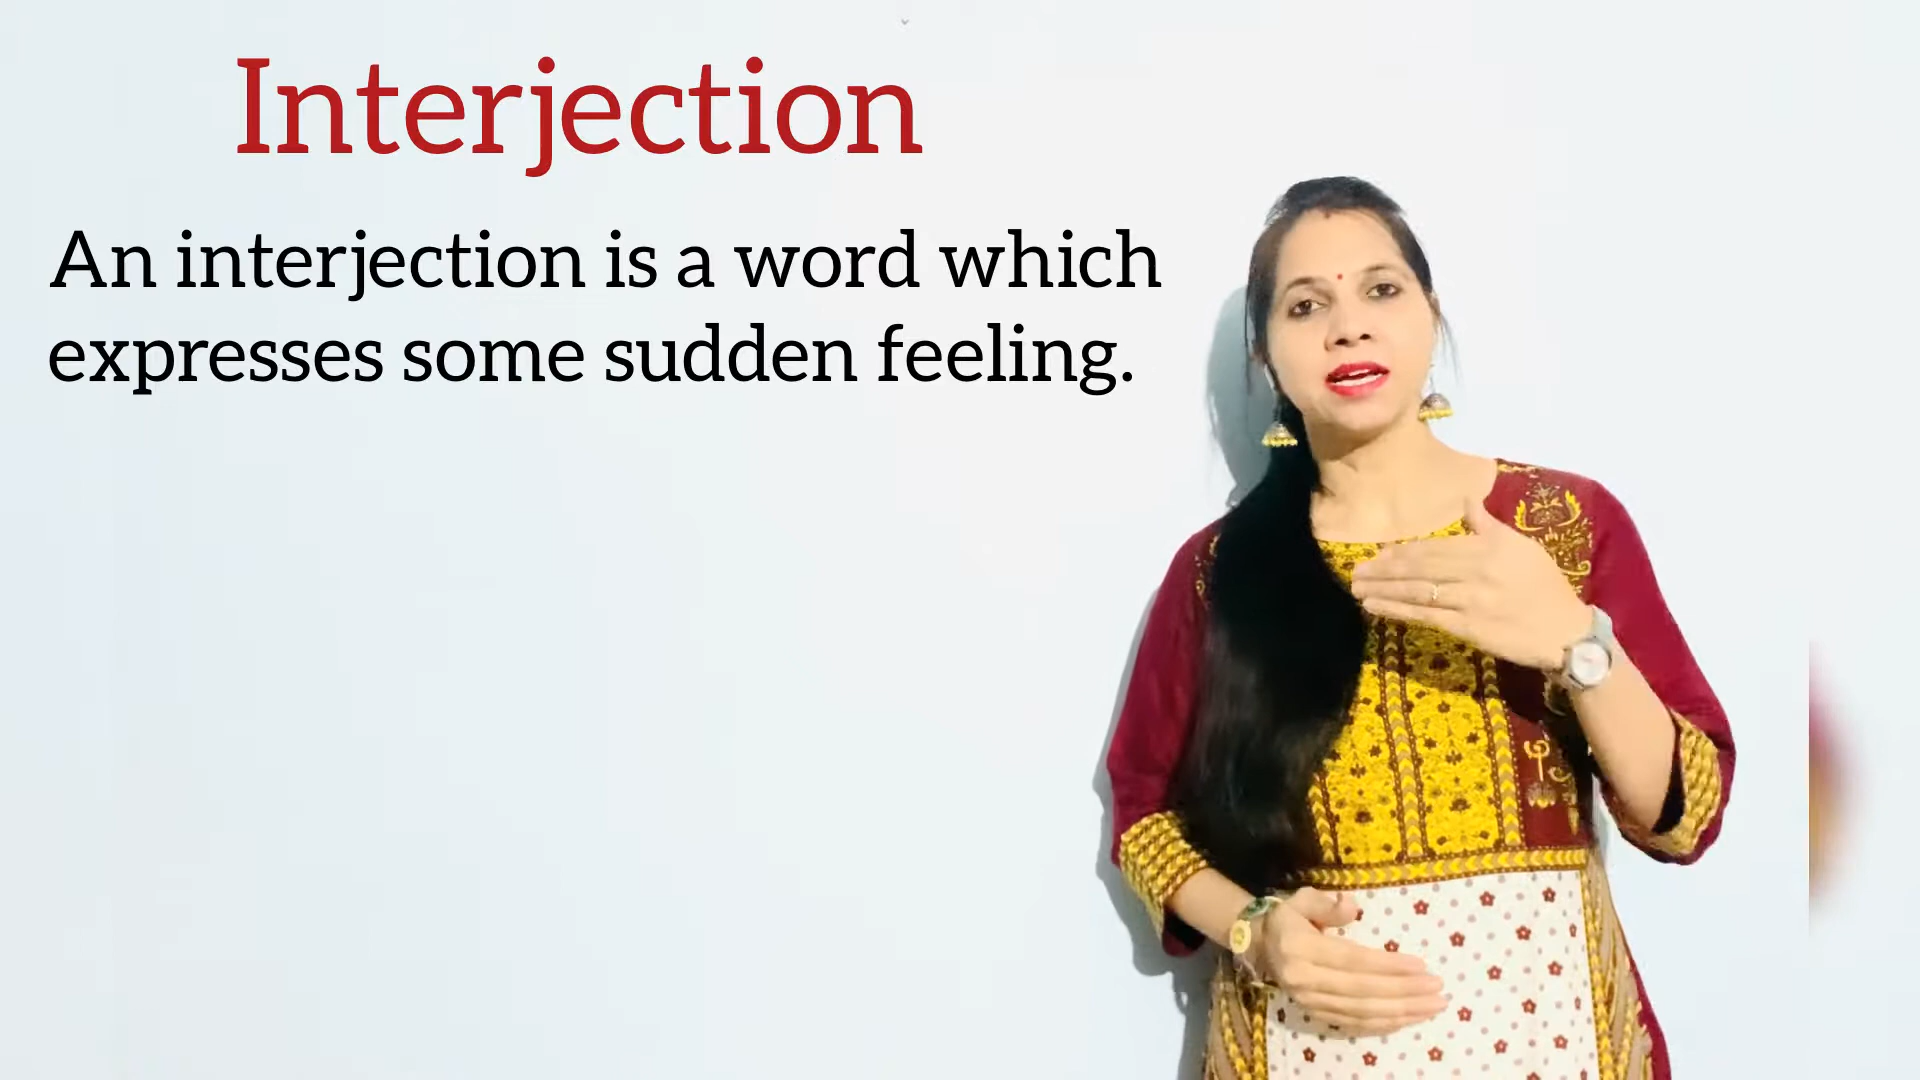 Interjection
An interjection is a word which
expresses some sudden feeling.